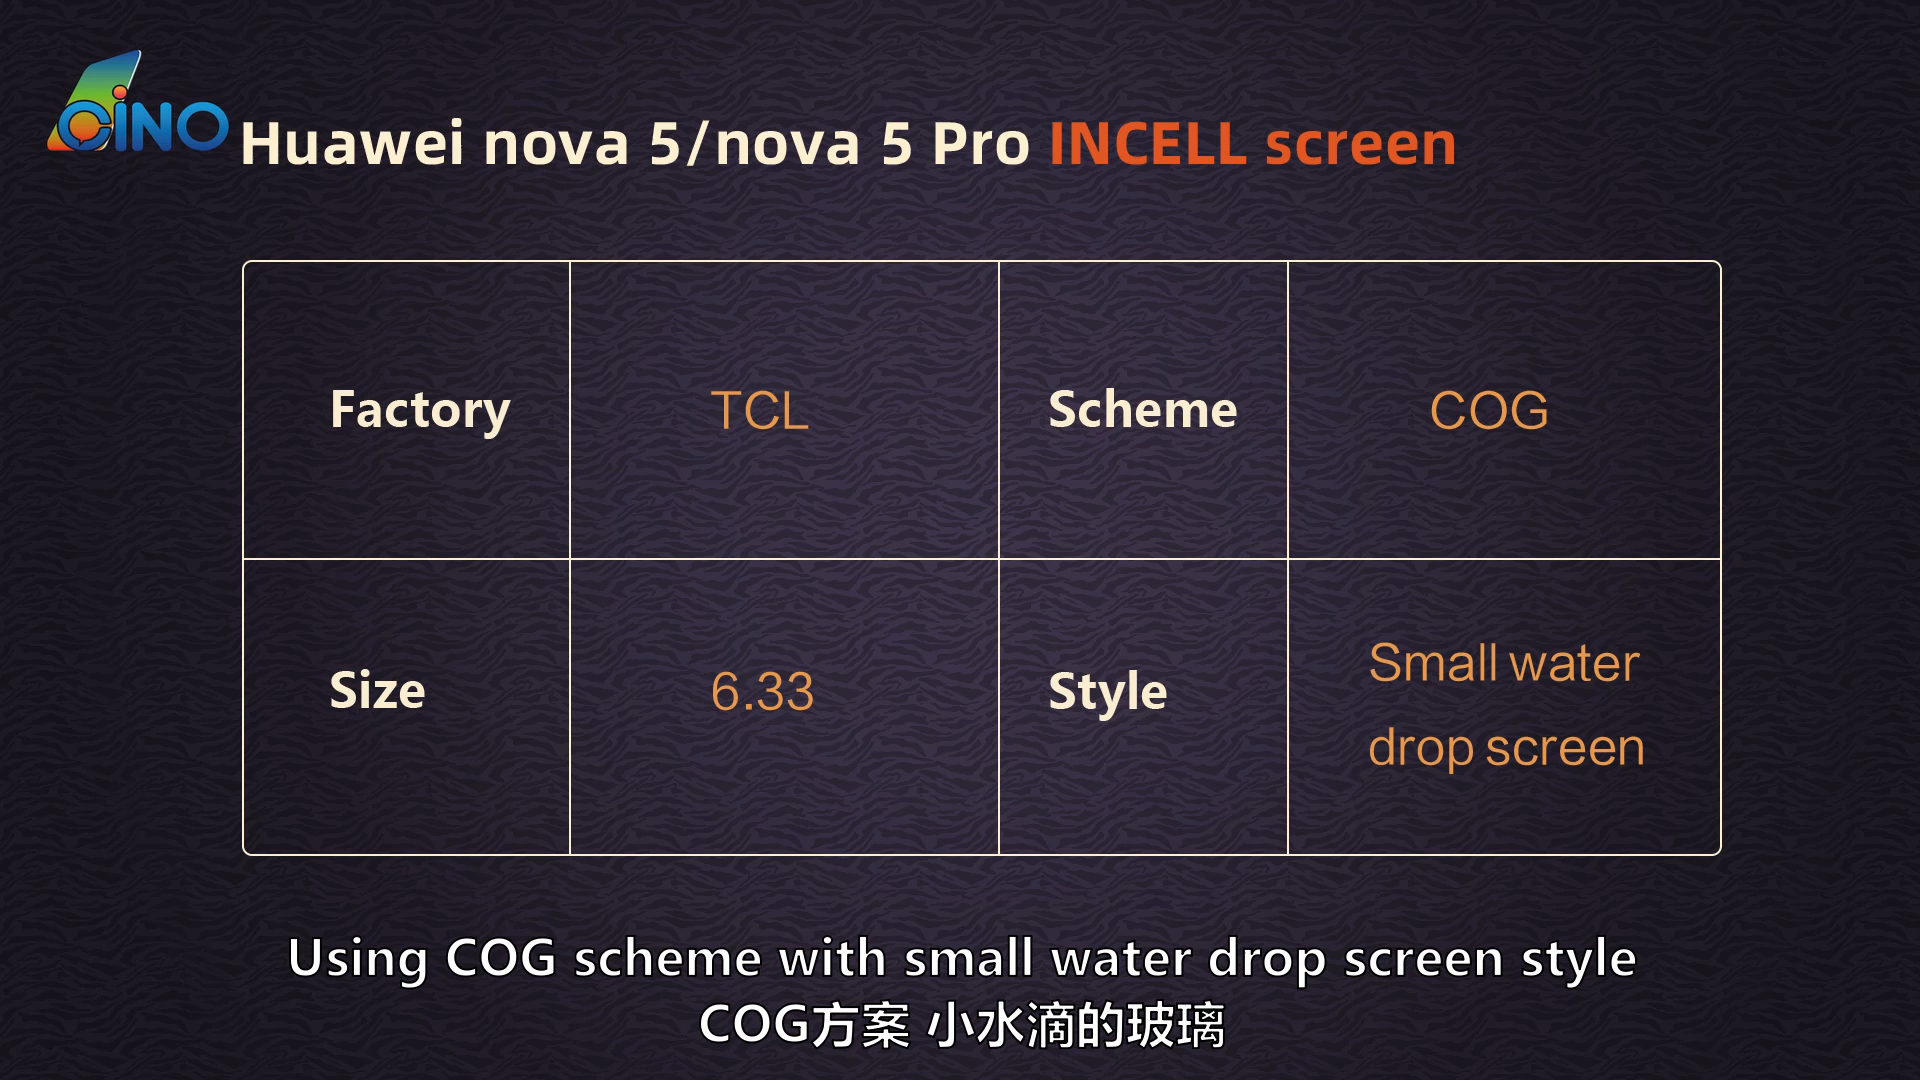 OiNO
Huawei nova 5/nova 5 Pro INCELL screen
Factory
TCL
Scheme
COG
Size
6.33
Style
Small water
drop screen
Using COG scheme with small water drop screen style
COG方案 小水滴的玻璃